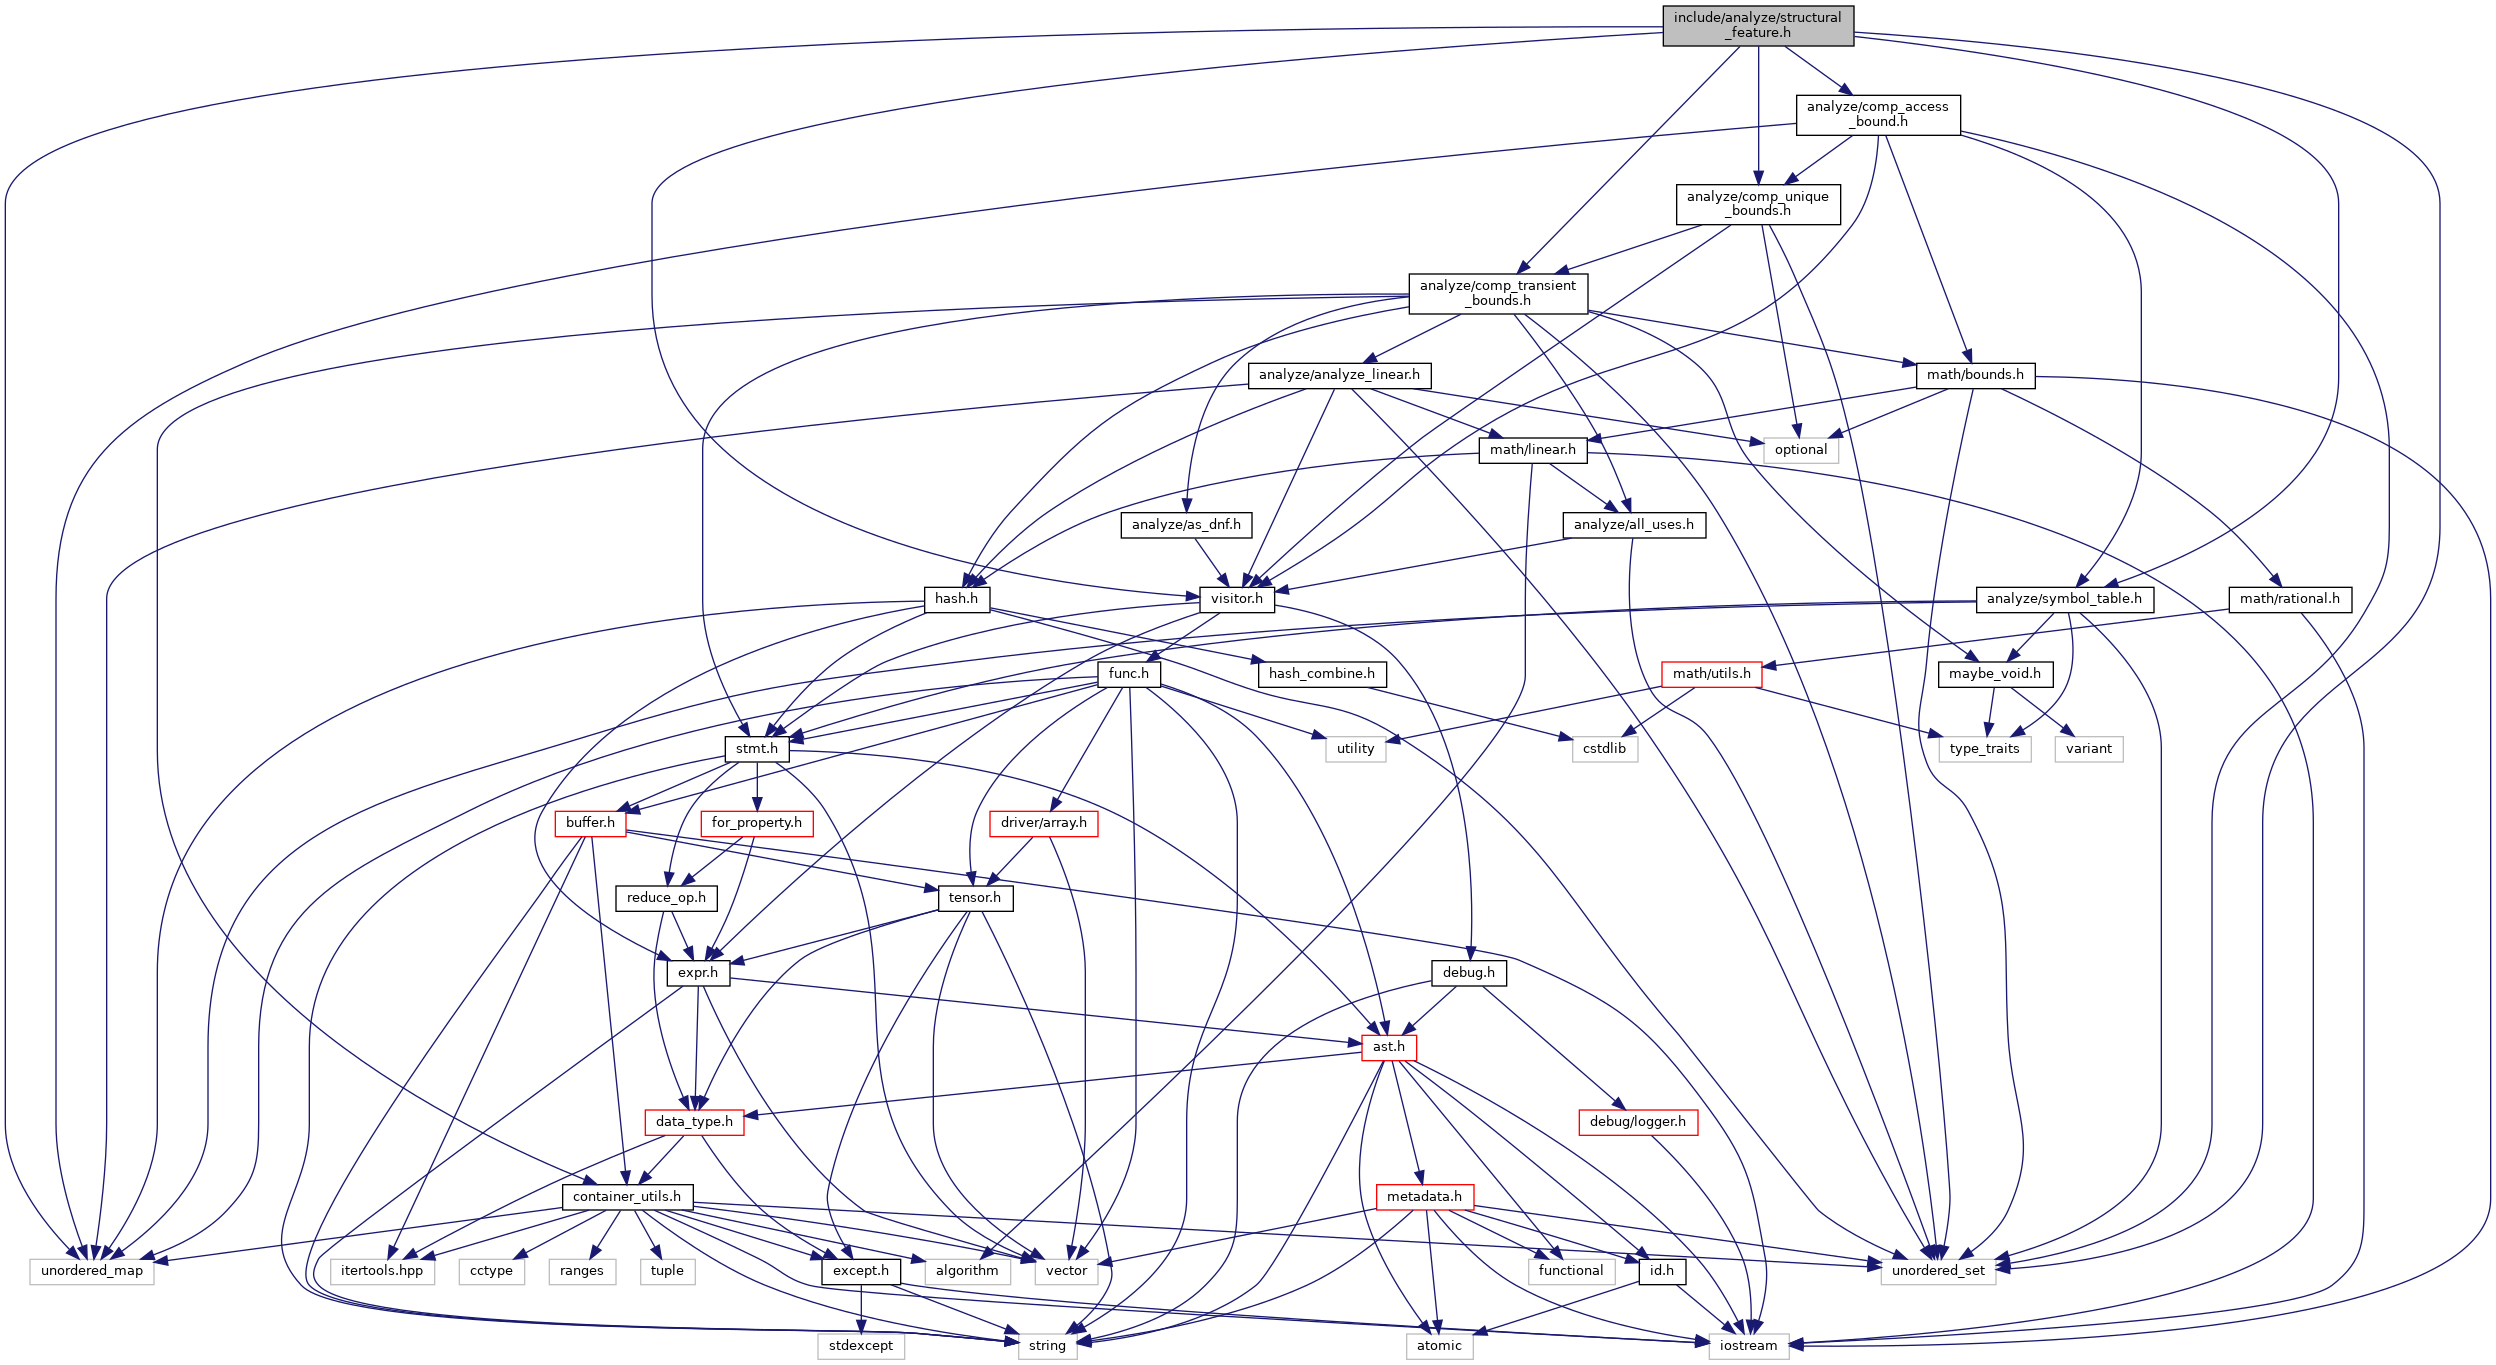 include/analyze/structural
_feature.h
analyze/comp_access
_bound.h
analyze/comp_unique
_bounds.h
analyze/comp_transient
_bounds.h
analyze/analyze_linear.h
math/bounds.h
math/linear.h
optional
analyze/as_dnf.h
analyze/all_uses.h
hash.h
visitor.h
analyze/symbol_table.h
math/rational.h
func.h
hash_combine.h
math/utils.h
maybe_void.h
stmt.h
utility
cstdlib
type_traits
variant
buffer.h
for_property.h
driver/array.h
reduce_op.h
tensor.h
expr.h
debug.h
ast.h
data_type.h
debug/logger.h
container_utils.h
metadata.h
unordered_map
itertools.hpp
cctype
ranges
tuple
except.h
algorithm
vector
functional
id.h
unordered_set
stdexcept
string
atomic
iostream